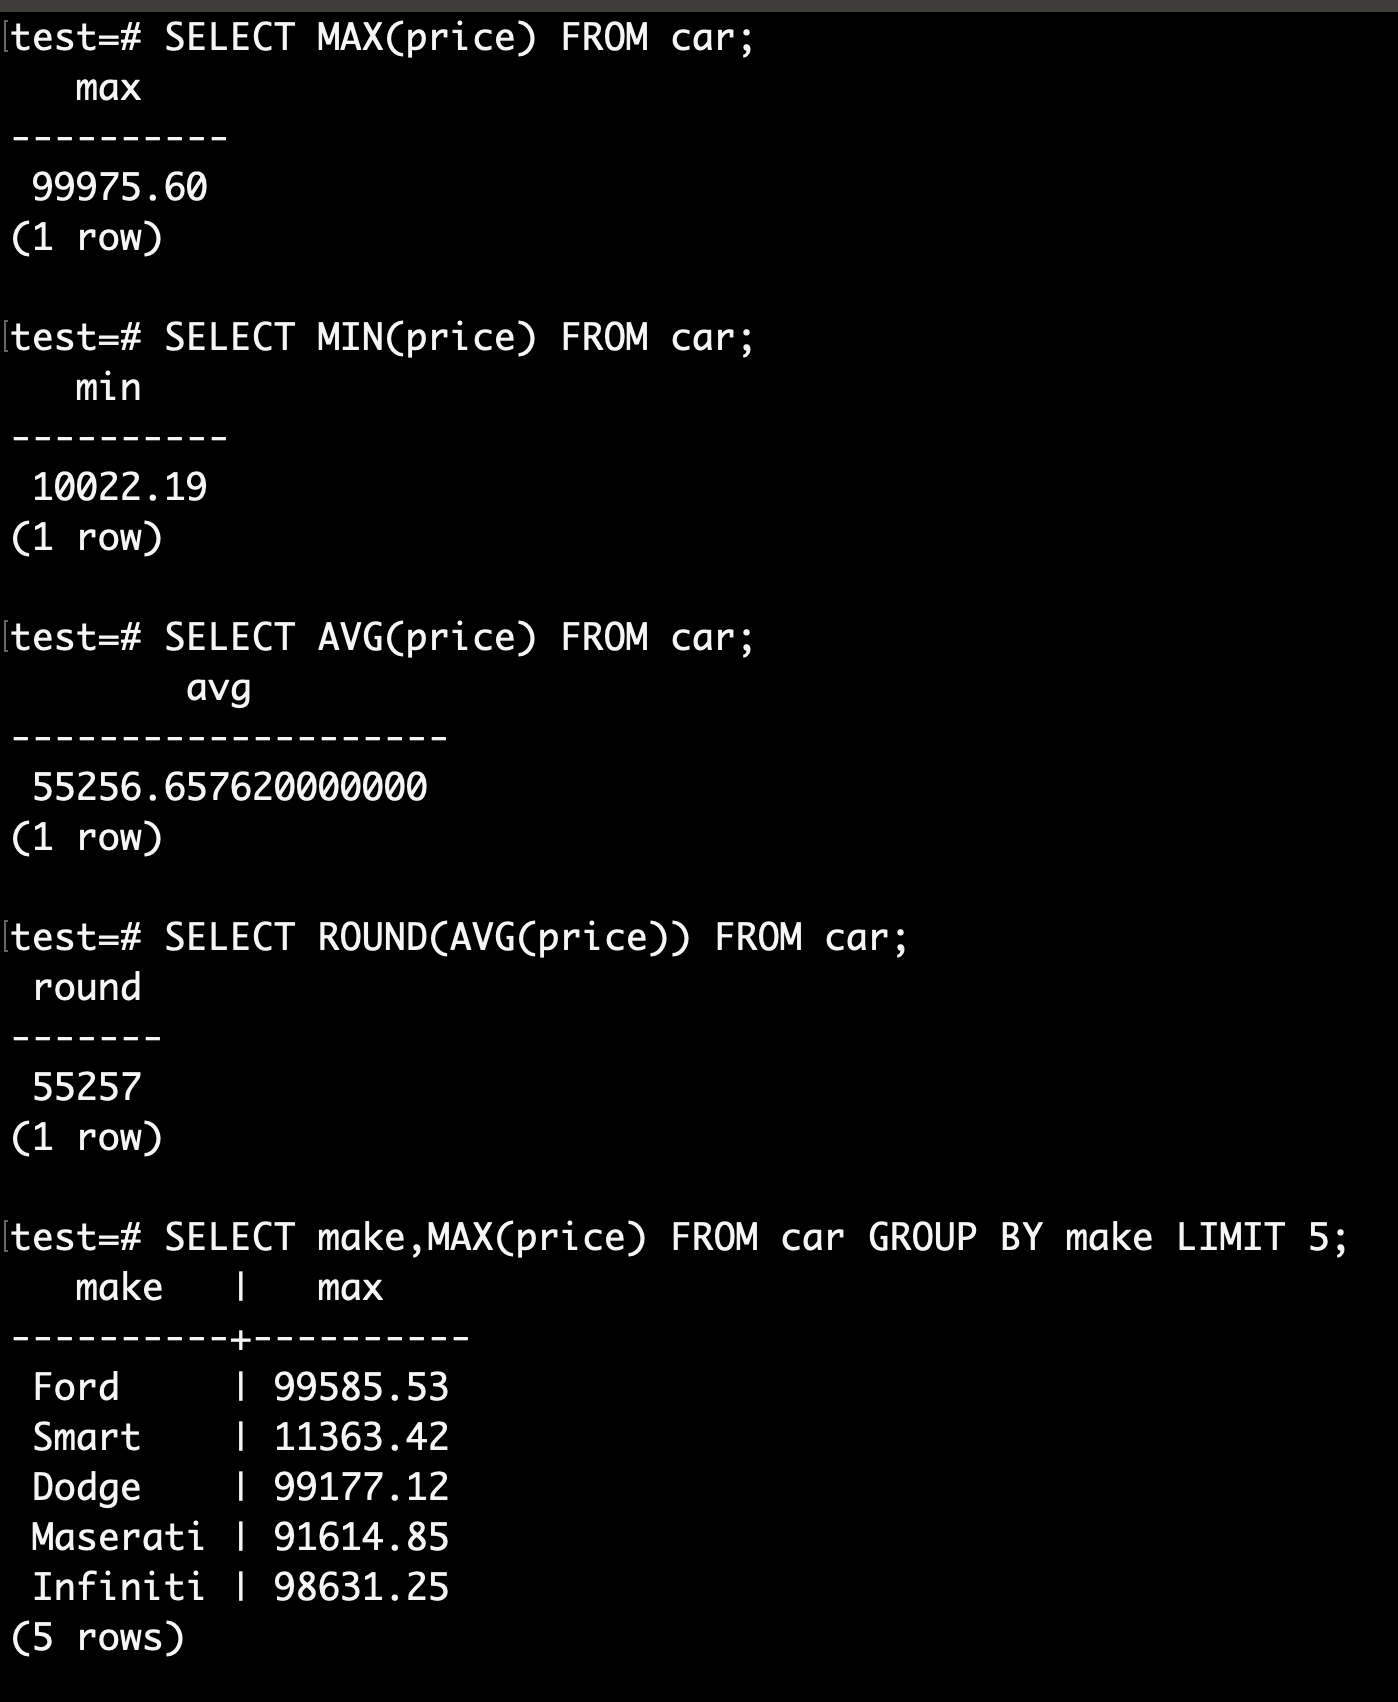 test=# SELECT MAX(price) FROM car;
   max
----------
 99975.60
(1 row)

test=# SELECT MIN(price) FROM car;
   min
----------
 10022.19
(1 row)

test=# SELECT AVG(price) FROM car;
        avg
--------------------
 55256.657620000000
(1 row)

test=# SELECT ROUND(AVG(price)) FROM car;
 round
-------
 55257
(1 row)

test=# SELECT make,MAX(price) FROM car GROUP BY make LIMIT 5;
   make   |   max
----------+----------
 Ford     | 99585.53
 Smart    | 11363.42
 Dodge    | 99177.12
 Maserati | 91614.85
 Infiniti | 98631.25
(5 rows)